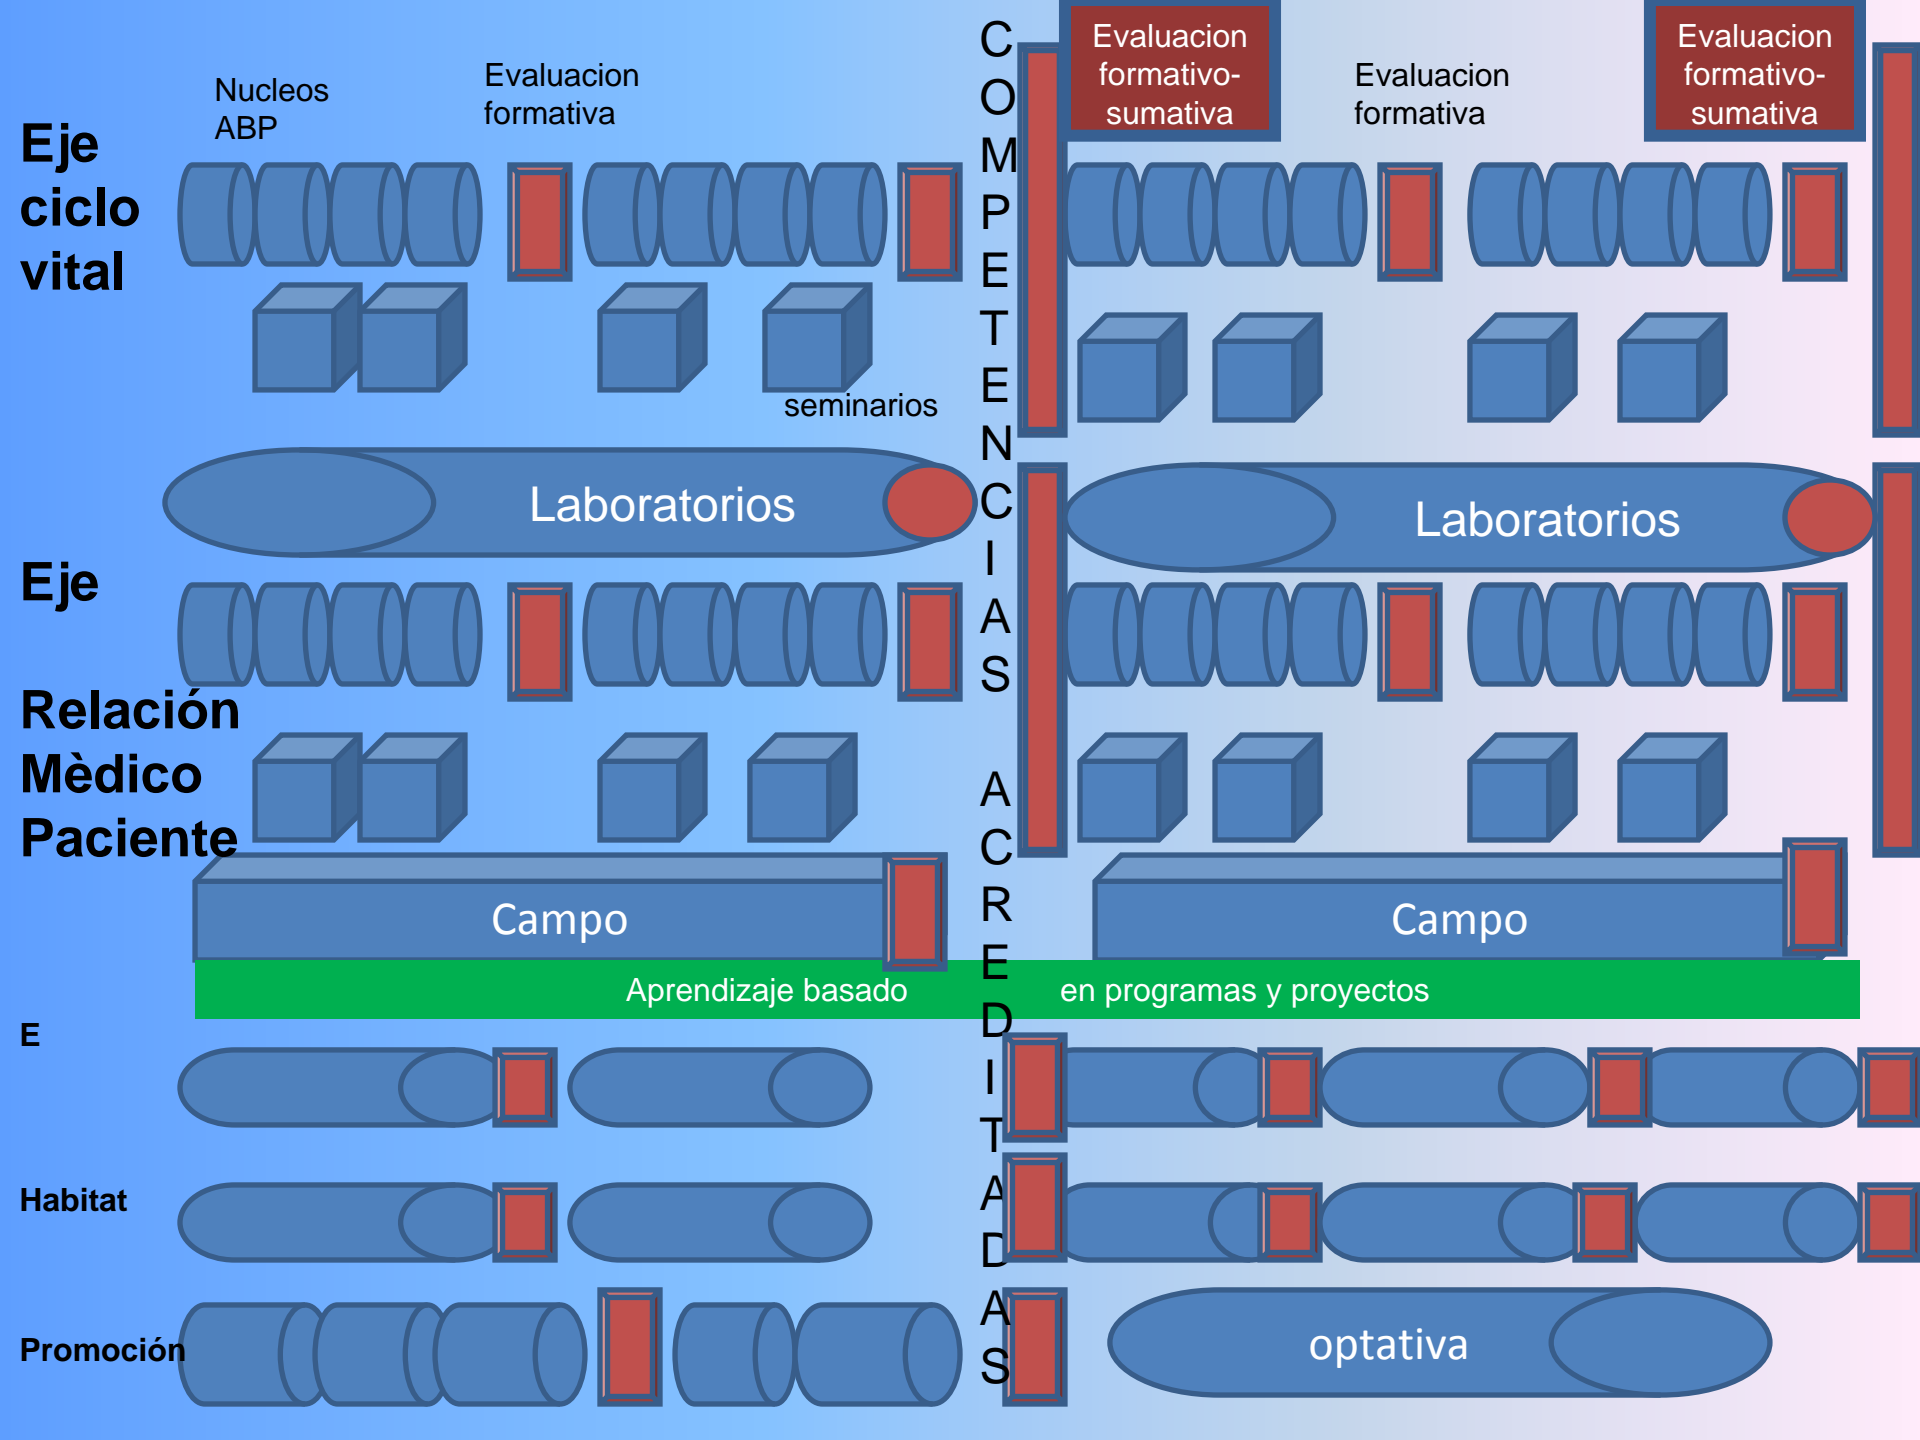 Nucleos
ABP
Evaluacion
formativa
Evaluacion
formativo-
sumativa
Evaluacion
formativa
Evaluacion
formativo-
sumativa
Eje
ciclo
vital
seminarios
Laboratorios
Laboratorios
Eje
Relación
Mèdico
Paciente
Campo
Campo
Aprendizaje basado en programas y proyectos
E
Habitat
Promoción
optativa
C
O
M
P
E
T
E
N
C
I
A
S
A
C
R
E
D
I
T
A
D
A
S